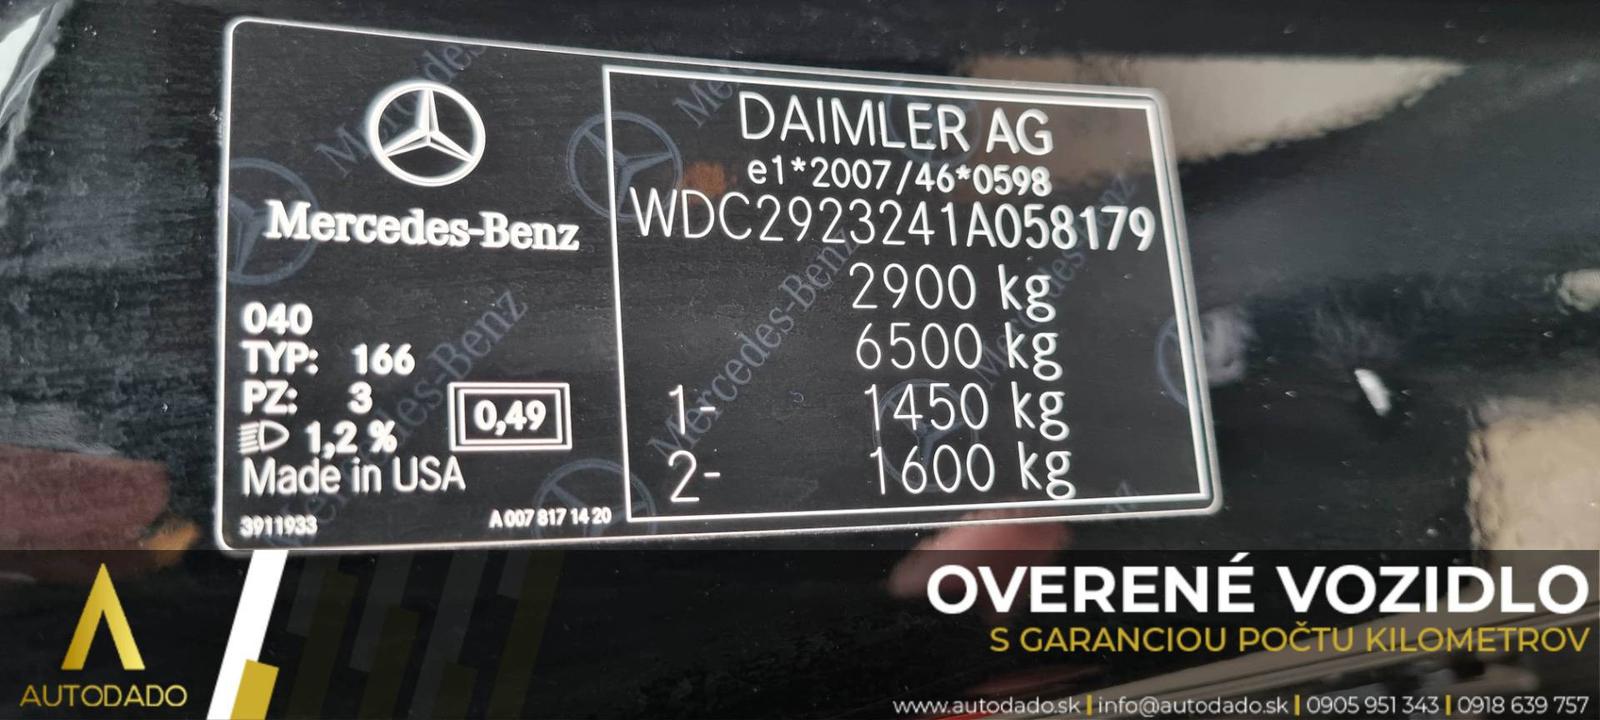 Mercedes-Benz
040
TYP: 166
PZ: 3
1,2 %
0,49
Made in USA
3911933
A 007 817 14 20
DAIMLER AG
e1*2007/46*0598
WDC2923241A058179
2900 kg
6500 kg
1- 1450 kg
2- 1600 kg
AUTODADO
OVERENÉ VOZIDLO
S GARANCIOU POČTU KILOMETROV
www.autodado.sk | info@autodado.sk | 0905 951 343 | 0918 639 757